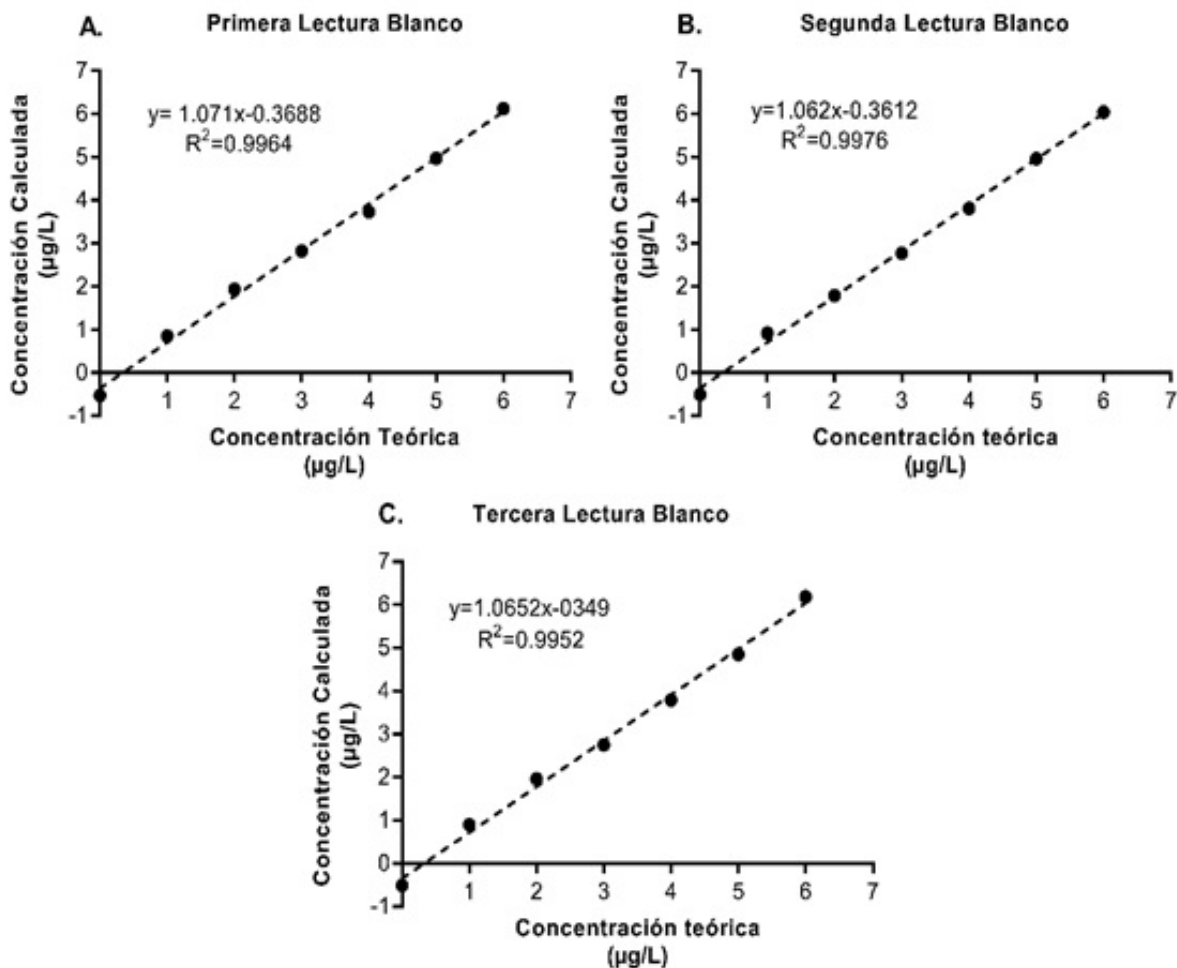 A. Primera Lectura Blanco
Concentración Calculada
(µg/L)
7
6
5
4
3
2
1
0
-1
y= 1.071x-0.3688
R²=0.9964
1 2 3 4 5 6 7
Concentración Teórica
(µg/L)
B. Segunda Lectura Blanco
Concentración Calculada
(µg/L)
7
6
5
4
3
2
1
0
-1
y=1.062x-0.3612
R²=0.9976
1 2 3 4 5 6 7
Concentración teórica
(µg/L)
C. Tercera Lectura Blanco
Concentración Calculada
(µg/L)
7
6
5
4
3
2
1
0
-1
y=1.0652x-0349
R²=0.9952
1 2 3 4 5 6 7
Concentración teórica
(µg/L)